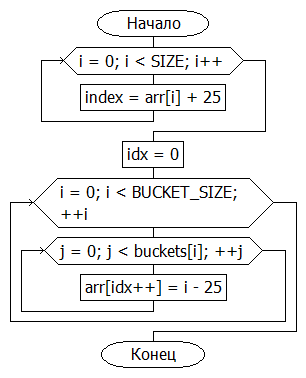 Начало
i = 0; i < SIZE; i++
index = arr[i] + 25
idx = 0
i = 0; i < BUCKET_SIZE;
++i
j = 0; j < buckets[i]; ++j
arr[idx++] = i - 25
Конец